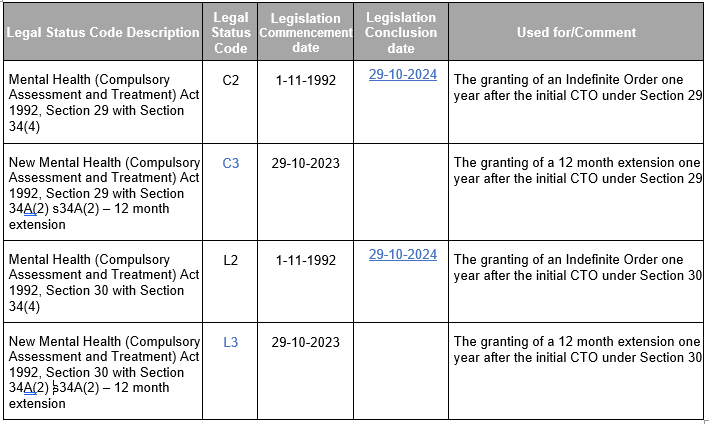 Legal Status Code Description
Legal
Status
Code
Legislation
Commencement
date
Legislation
Conclusion
date
Used for/Comment
Mental Health (Compulsory
Assessment and Treatment) Act
1992, Section 29 with Section
34(4)
C2
1-11-1992
29-10-2024
The granting of an Indefinite Order one
year after the initial CTO under Section 29
New Mental Health (Compulsory
Assessment and Treatment) Act
1992, Section 29 with Section
34A(2) s34A(2) – 12 month
extension
C3
29-10-2023
The granting of a 12 month extension one
year after the initial CTO under Section 29
Mental Health (Compulsory
Assessment and Treatment) Act
1992, Section 30 with Section
34(4)
L2
1-11-1992
29-10-2024
The granting of an Indefinite Order one
year after the initial CTO under Section 30
New Mental Health (Compulsory
Assessment and Treatment) Act
1992, Section 30 with Section
34A(2) s34A(2) – 12 month
extension
L3
29-10-2023
The granting of a 12 month extension one
year after the initial CTO under Section 30